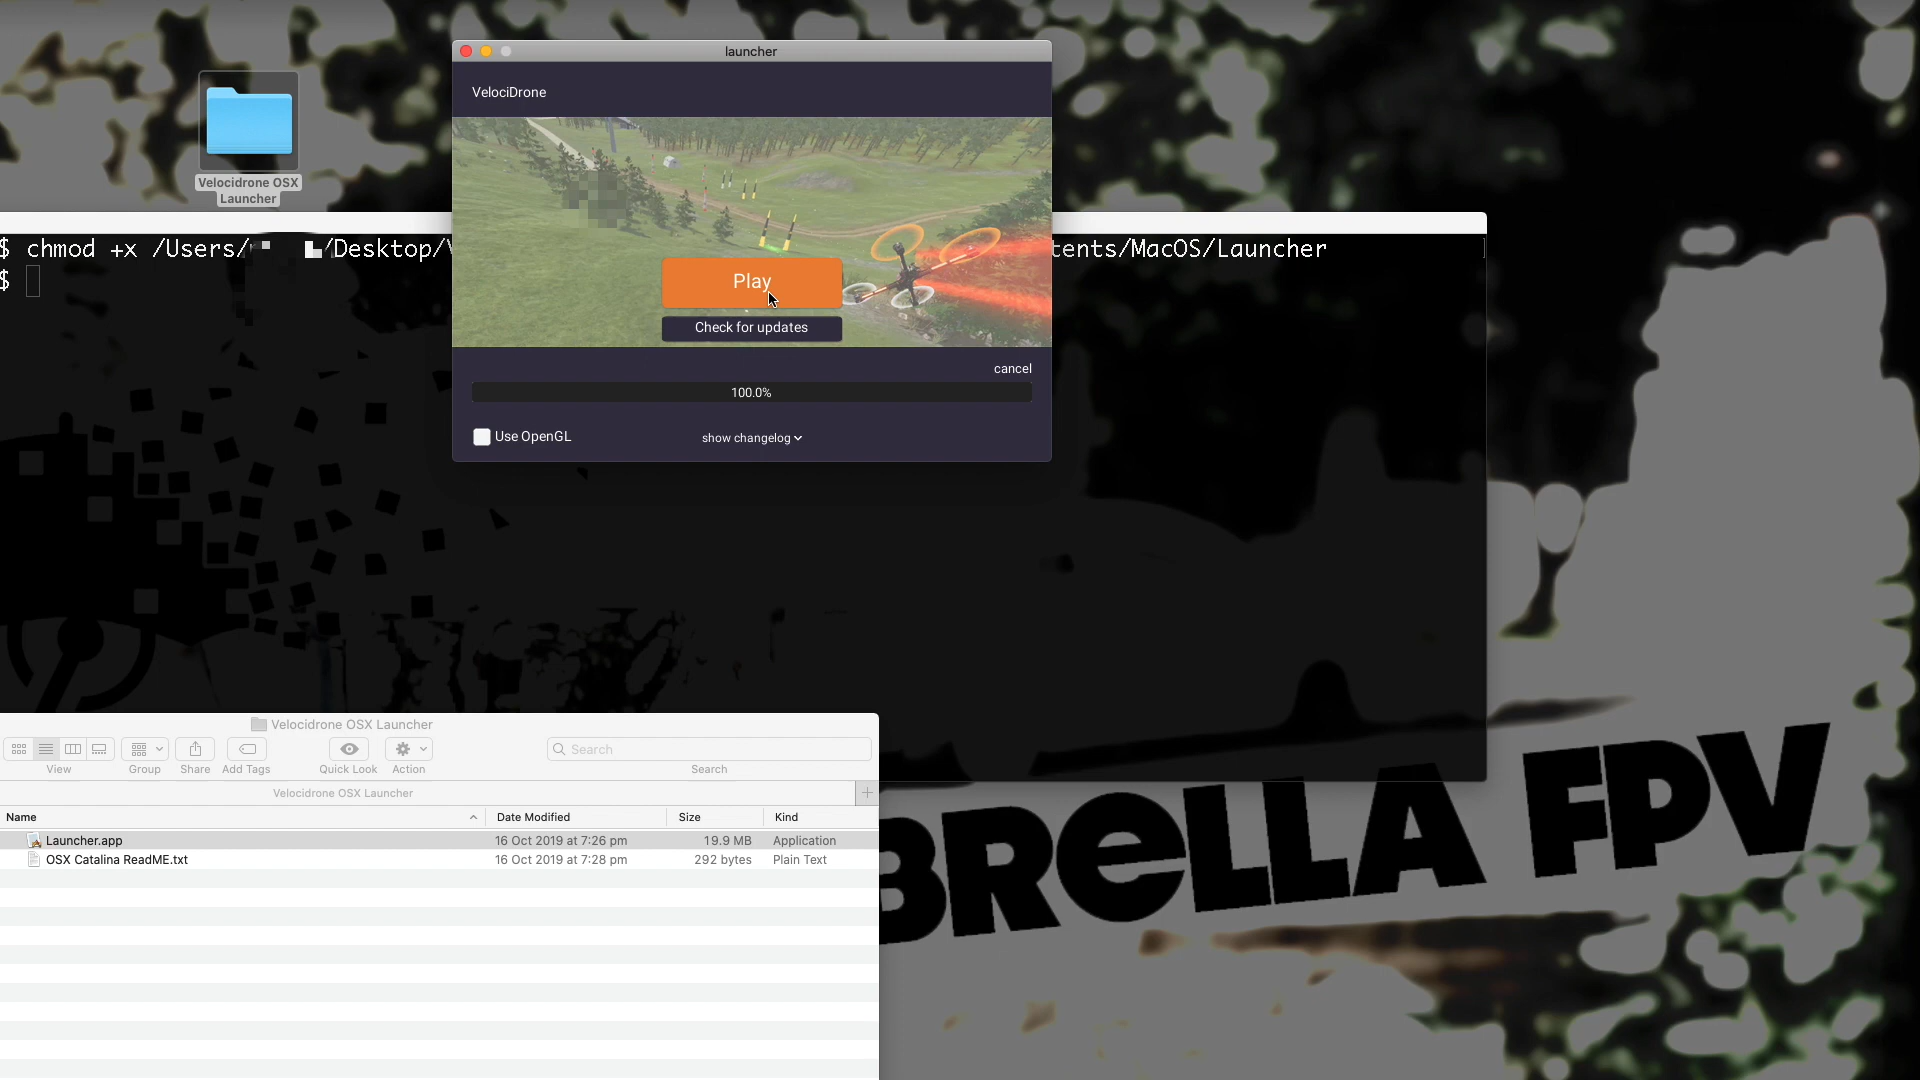 launcher
VelociDrone
Velocidrone OSX
Launcher
$ chmod +x /Users/ /Desktop/ tents/MacOS/Launcher
$
Play
Check for updates
cancel
100.0%
Use OpenGL
show changelog
Velocidrone OSX Launcher
Search
View Group Share Add Tags Quick Look Action Search
Velocidrone OSX Launcher
Name Date Modified Size Kind
Launcher.app 16 Oct 2019 at 7:26 pm 19.9 MB Application
OSX Catalina ReadME.txt 16 Oct 2019 at 7:28 pm 292 bytes Plain Text
BRELLA FPV